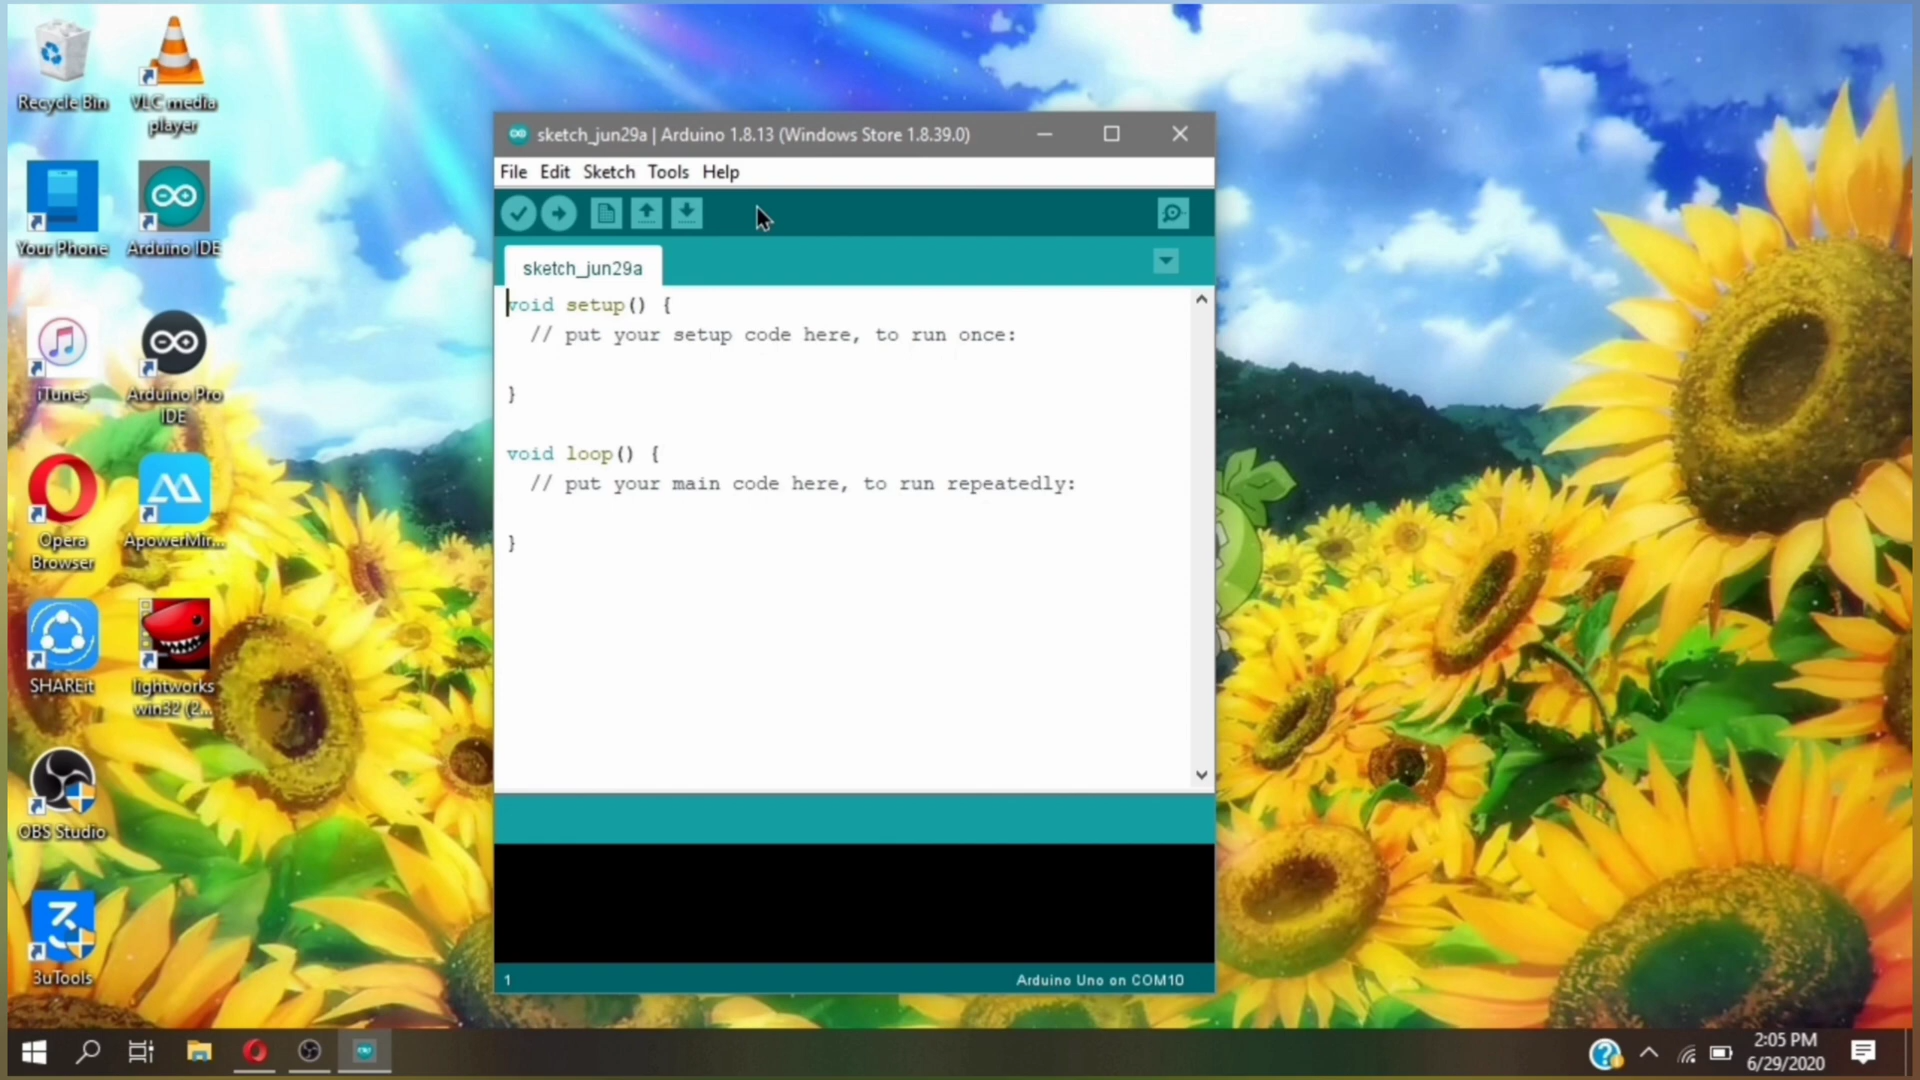 Recycle Bin
VLC media
player
Your Phone
Arduino IDE
iTunes
Arduino Pro
IDE
Opera
Browser
ApowerMir...
SHAREit
lightworks
win32 (2...
OBS Studio
3uTools
sketch_jun29a | Arduino 1.8.13 (Windows Store 1.8.39.0)
File Edit Sketch Tools Help
sketch_jun29a
void setup() {
// put your setup code here, to run once:
}
void loop() {
// put your main code here, to run repeatedly:
}
1
Arduino Uno on COM10
2:05 PM
6/29/2020